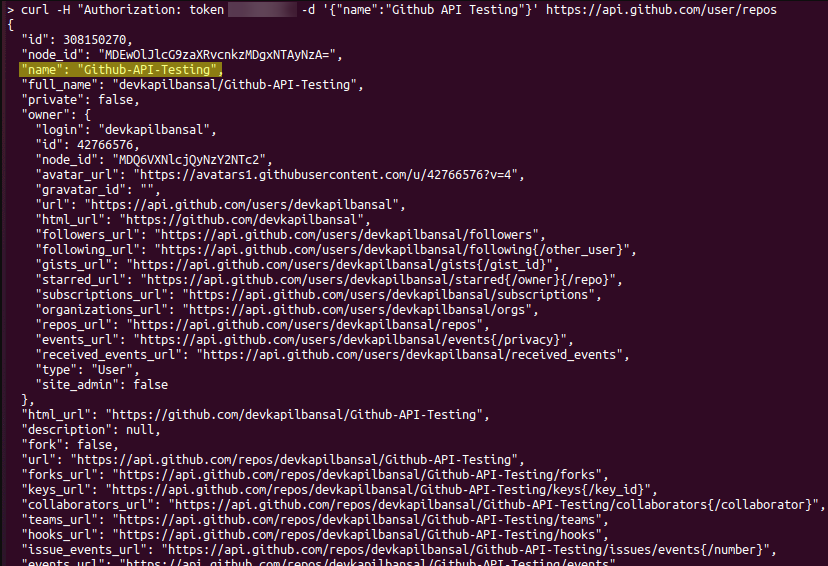 > curl -H "Authorization: token -d '{"name":"Github API Testing"}' https://api.github.com/user/repos
{
"id": 308150270,
"node_id": "MDEwOlJlcG9zaXRvcnkzMDgxNTAyNzA=",
"name": "Github-API-Testing",
"full_name": "devkapilbansal/Github-API-Testing",
"private": false,
"owner": {
"login": "devkapilbansal",
"id": 42766576,
"node_id": "MDQ6VXNlcjQyNzY2NTc2",
"avatar_url": "https://avatars1.githubusercontent.com/u/42766576?v=4",
"gravatar_id": "",
"url": "https://api.github.com/users/devkapilbansal",
"html_url": "https://github.com/devkapilbansal",
"followers_url": "https://api.github.com/users/devkapilbansal/followers",
"following_url": "https://api.github.com/users/devkapilbansal/following{/other_user}",
"gists_url": "https://api.github.com/users/devkapilbansal/gists{/gist_id}",
"starred_url": "https://api.github.com/users/devkapilbansal/starred{/owner}{/repo}",
"subscriptions_url": "https://api.github.com/users/devkapilbansal/subscriptions",
"organizations_url": "https://api.github.com/users/devkapilbansal/orgs",
"repos_url": "https://api.github.com/users/devkapilbansal/repos",
"events_url": "https://api.github.com/users/devkapilbansal/events{/privacy}",
"received_events_url": "https://api.github.com/users/devkapilbansal/received_events",
"type": "User",
"site_admin": false
},
"html_url": "https://github.com/devkapilbansal/Github-API-Testing",
"description": null,
"fork": false,
"url": "https://api.github.com/repos/devkapilbansal/Github-API-Testing",
"forks_url": "https://api.github.com/repos/devkapilbansal/Github-API-Testing/forks",
"keys_url": "https://api.github.com/repos/devkapilbansal/Github-API-Testing/keys{/key_id}",
"collaborators_url": "https://api.github.com/repos/devkapilbansal/Github-API-Testing/collaborators{/collaborator}",
"teams_url": "https://api.github.com/repos/devkapilbansal/Github-API-Testing/teams",
"hooks_url": "https://api.github.com/repos/devkapilbansal/Github-API-Testing/hooks",
"issue_events_url": "https://api.github.com/repos/devkapilbansal/Github-API-Testing/issues/events{/number}",
"events_url": "https://api.github.com/repos/devkapilbansal/Github-API-Testing/events"